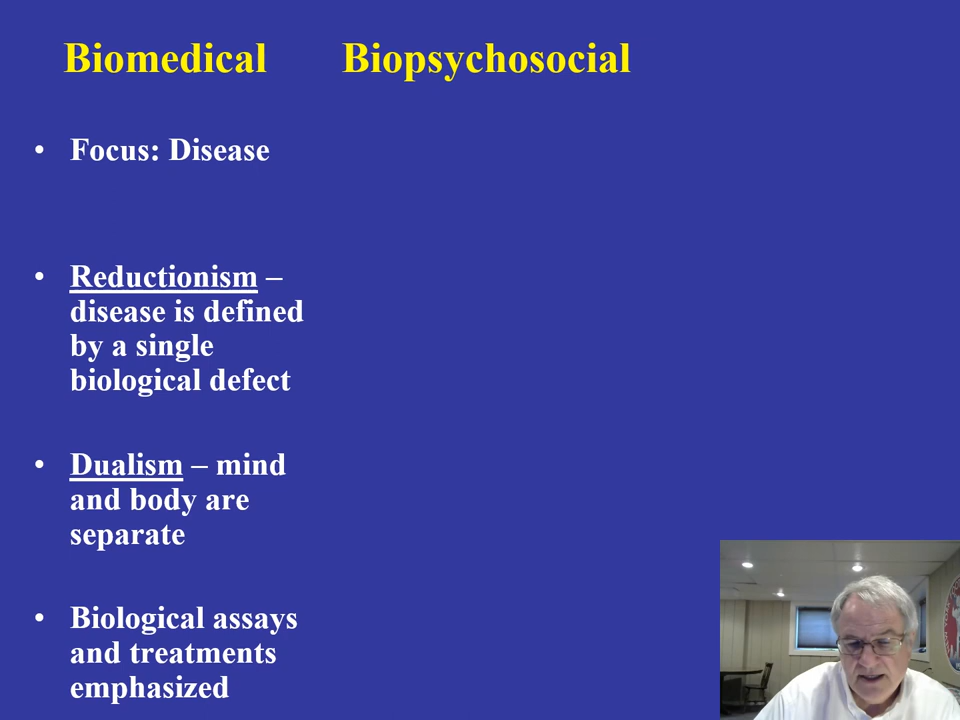 Biomedical Biopsychosocial
• Focus: Disease
• Reductionism –
disease is defined
by a single
biological defect
• Dualism – mind
and body are
separate
• Biological assays
and treatments
emphasized